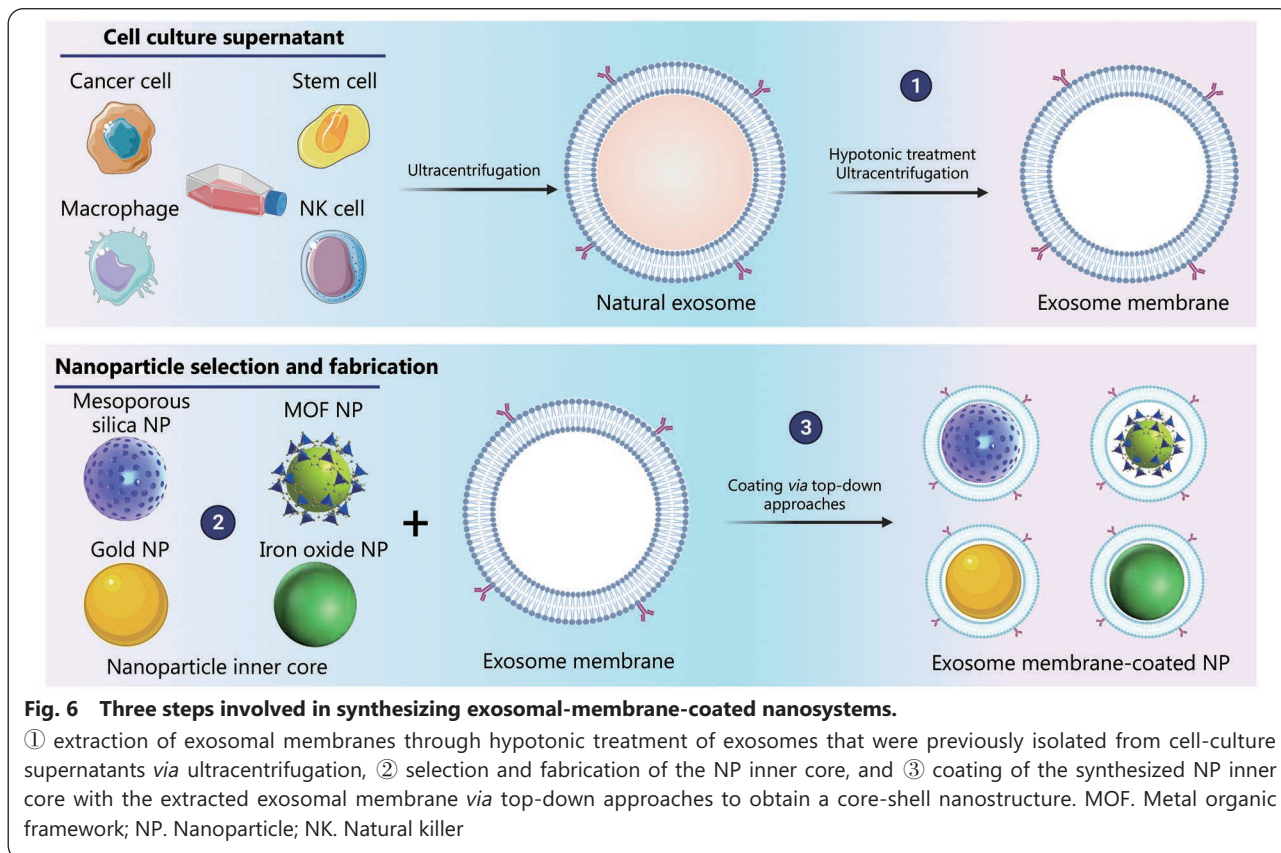 Cell culture supernatant
Cancer cell
Stem cell
Macrophage
NK cell
Ultracentrifugation
Natural exosome
1
Hypotonic treatment
Ultracentrifugation
Exosome membrane
Nanoparticle selection and fabrication
Mesoporous
silica NP
MOF NP
2
Gold NP
Iron oxide NP
Nanoparticle inner core
+
Exosome membrane
3
Coating via top-down
approaches
Exosome membrane-coated NP
Fig. 6 Three steps involved in synthesizing exosomal-membrane-coated nanosystems.
① extraction of exosomal membranes through hypotonic treatment of exosomes that were previously isolated from cell-culture
supernatants via ultracentrifugation, ② selection and fabrication of the NP inner core, and ③ coating of the synthesized NP inner
core with the extracted exosomal membrane via top-down approaches to obtain a core-shell nanostructure. MOF. Metal organic
framework; NP. Nanoparticle; NK. Natural killer